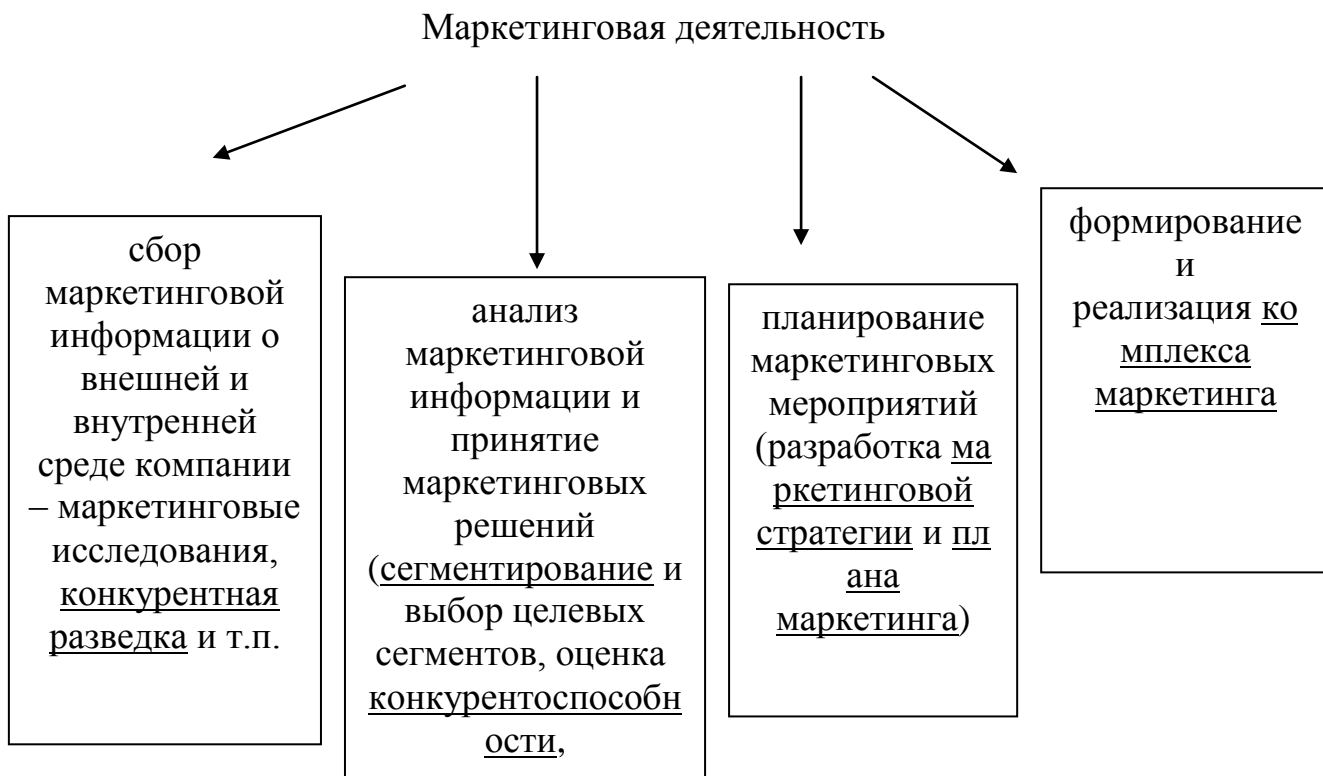 Маркетинговая деятельность
сбор
маркетинговой
информации о
внешней и
внутренней
среде компании
– маркетинговые
исследования,
конкурентная
разведка и т.п.
анализ
маркетинговой
информации и
принятие
маркетинговых
решений
(сегментирование и
выбор целевых
сегментов, оценка
конкурентоспособн
ости,
планирование
маркетинговых
мероприятий
(разработка ма
ркетинговой
стратегии и пл
ана
маркетинга)
формирование
и
реализация ко
мплекса
маркетинга